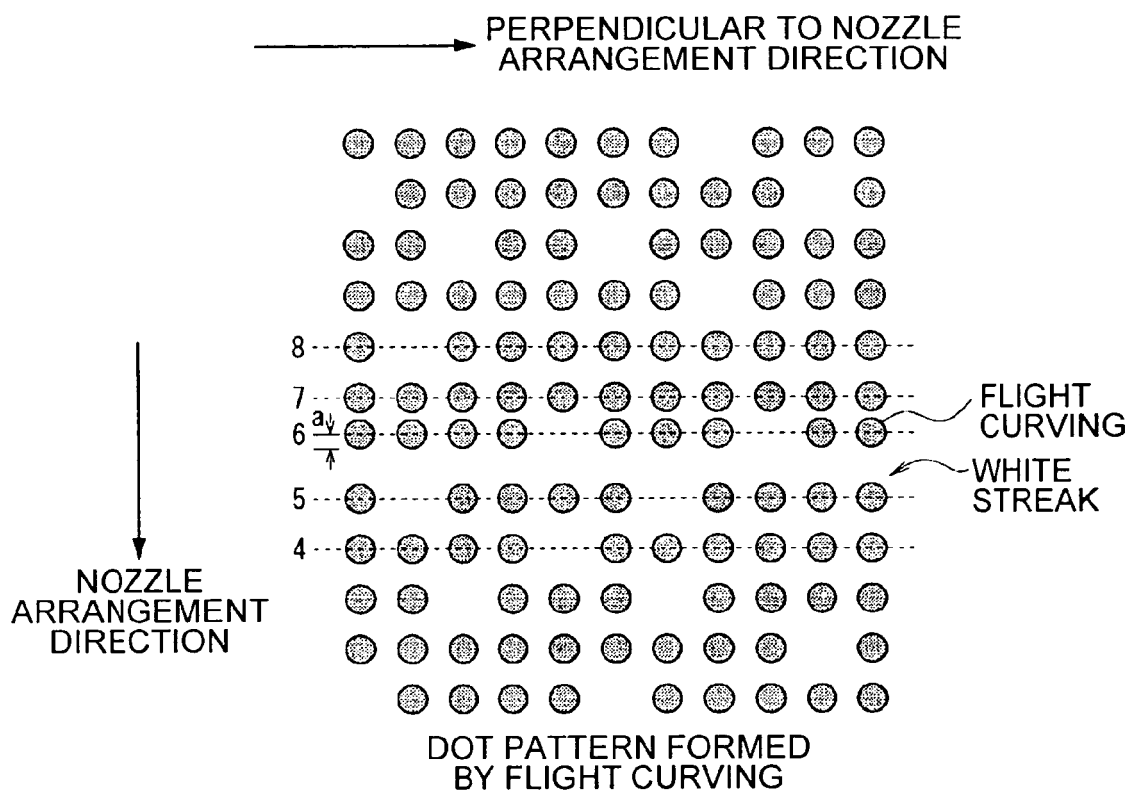 PERPENDICULAR TO NOZZLE
ARRANGEMENT DIRECTION
8
7
a
6
FLIGHT
CURVING
WHITE
STREAK
5
4
NOZZLE
ARRANGEMENT
DIRECTION
DOT PATTERN FORMED
BY FLIGHT CURVING